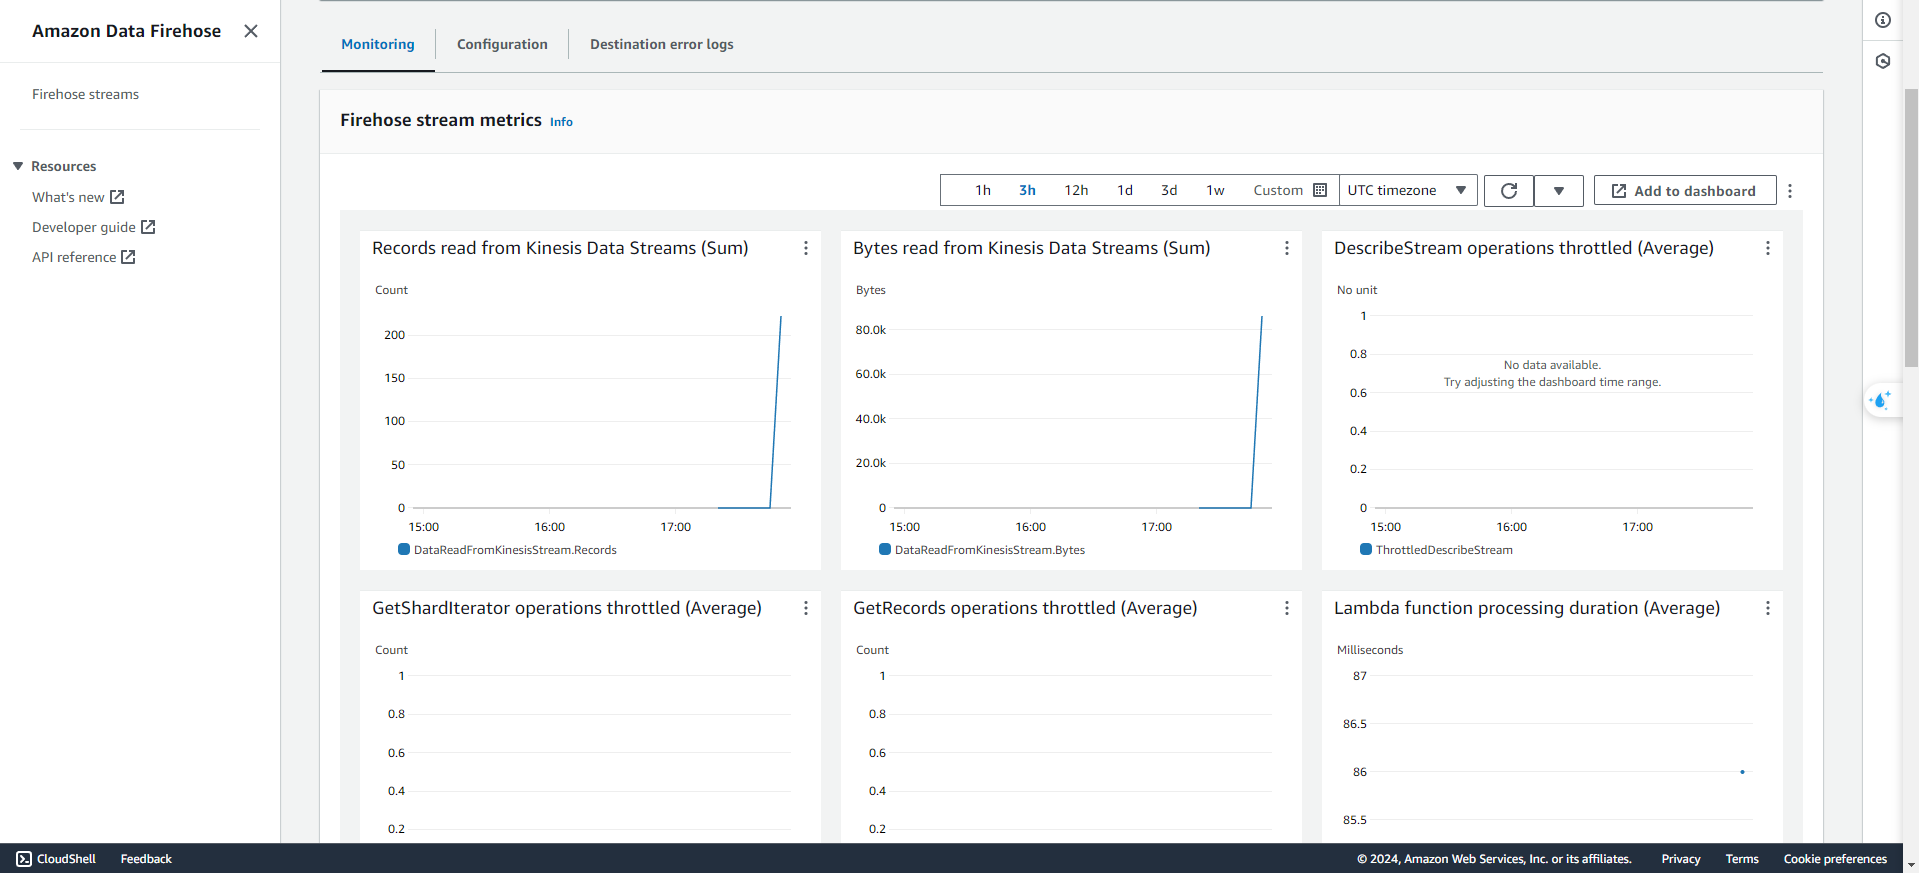 Amazon Data Firehose
Firehose streams
Resources
What's new
Developer guide
API reference
Monitoring
Configuration
Destination error logs
Firehose stream metrics Info
1h 3h 12h 1d 3d 1w Custom UTC timezone Add to dashboard
Records read from Kinesis Data Streams (Sum)
Count
200
150
100
50
0
15:00 16:00 17:00
DataReadFromKinesisStream.Records
Bytes read from Kinesis Data Streams (Sum)
Bytes
80.0k
60.0k
40.0k
20.0k
0
15:00 16:00 17:00
DataReadFromKinesisStream.Bytes
DescribeStream operations throttled (Average)
No unit
1
0.8
No data available.
Try adjusting the dashboard time range.
0.6
0.4
0.2
0
15:00 16:00 17:00
ThrottledDescribeStream
GetShardIterator operations throttled (Average)
Count
1
0.8
0.6
0.4
0.2
GetRecords operations throttled (Average)
Count
1
0.8
0.6
0.4
0.2
Lambda function processing duration (Average)
Milliseconds
87
86.5
86
85.5
CloudShell Feedback
© 2024, Amazon Web Services, Inc. or its affiliates. Privacy Terms Cookie preferences